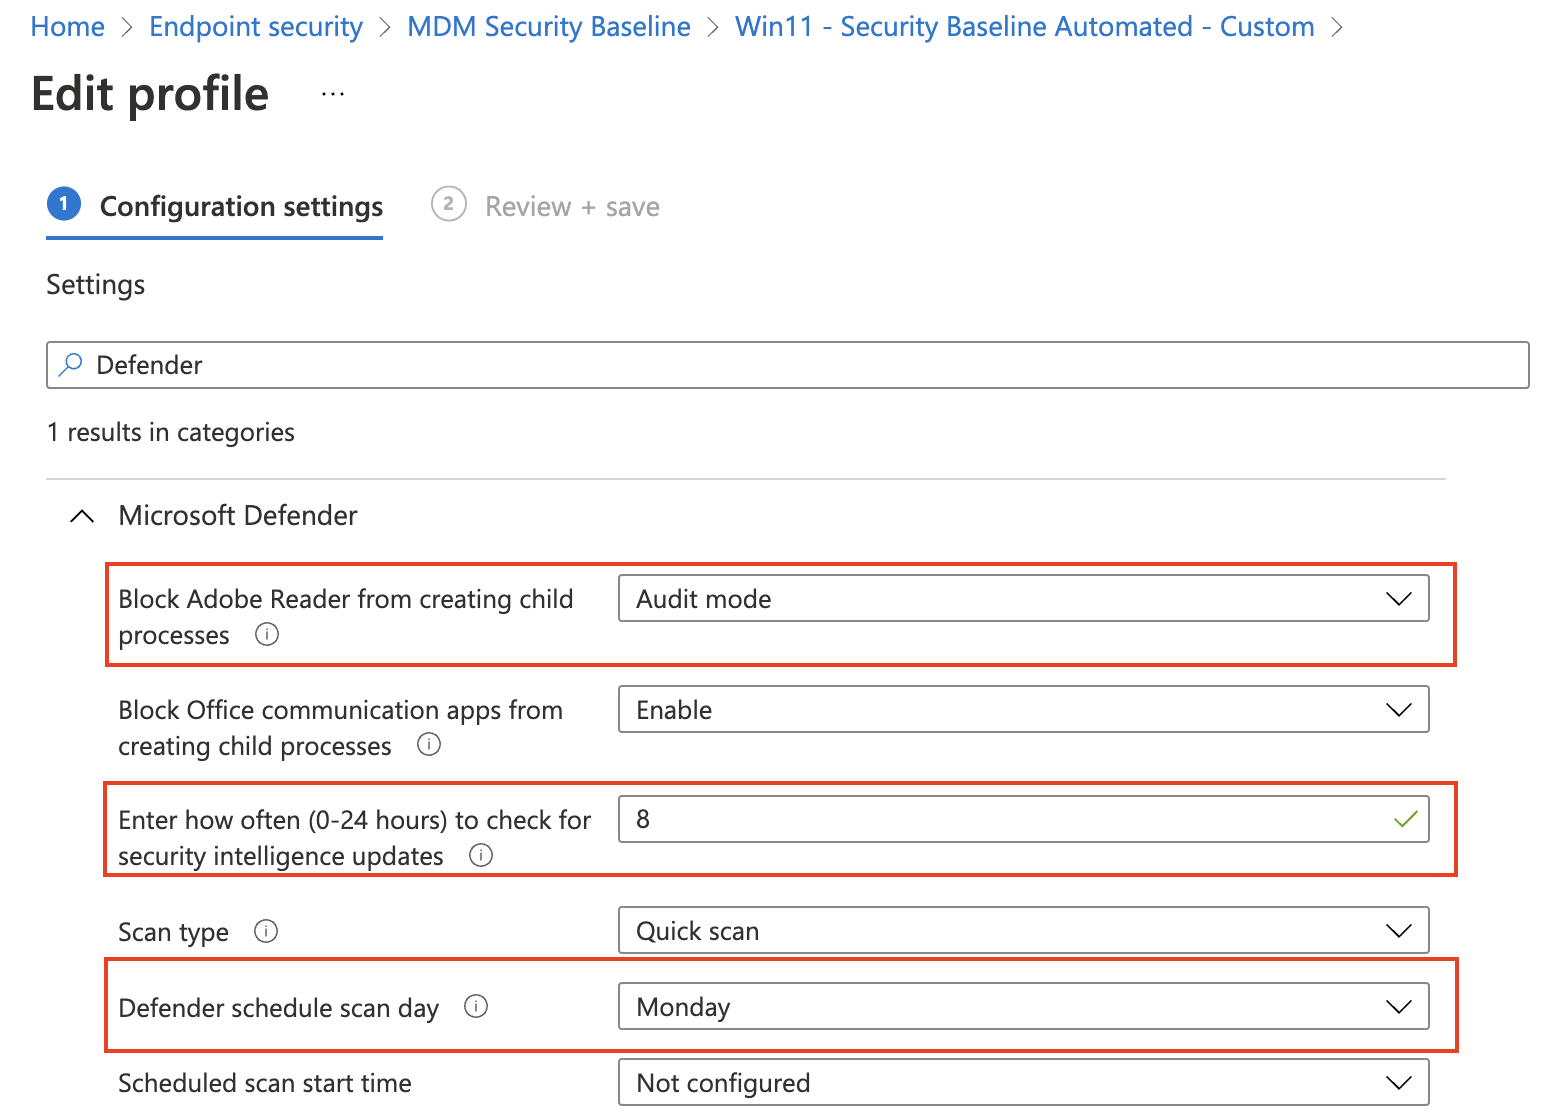 Home > Endpoint security > MDM Security Baseline > Win11 - Security Baseline Automated - Custom >
Edit profile ...
1 Configuration settings 2 Review + save
Settings
Defender
1 results in categories
Microsoft Defender
Block Adobe Reader from creating child
processes
Audit mode
Block Office communication apps from
creating child processes
Enable
Enter how often (0-24 hours) to check for
security intelligence updates
8
Scan type
Quick scan
Defender schedule scan day
Monday
Scheduled scan start time
Not configured